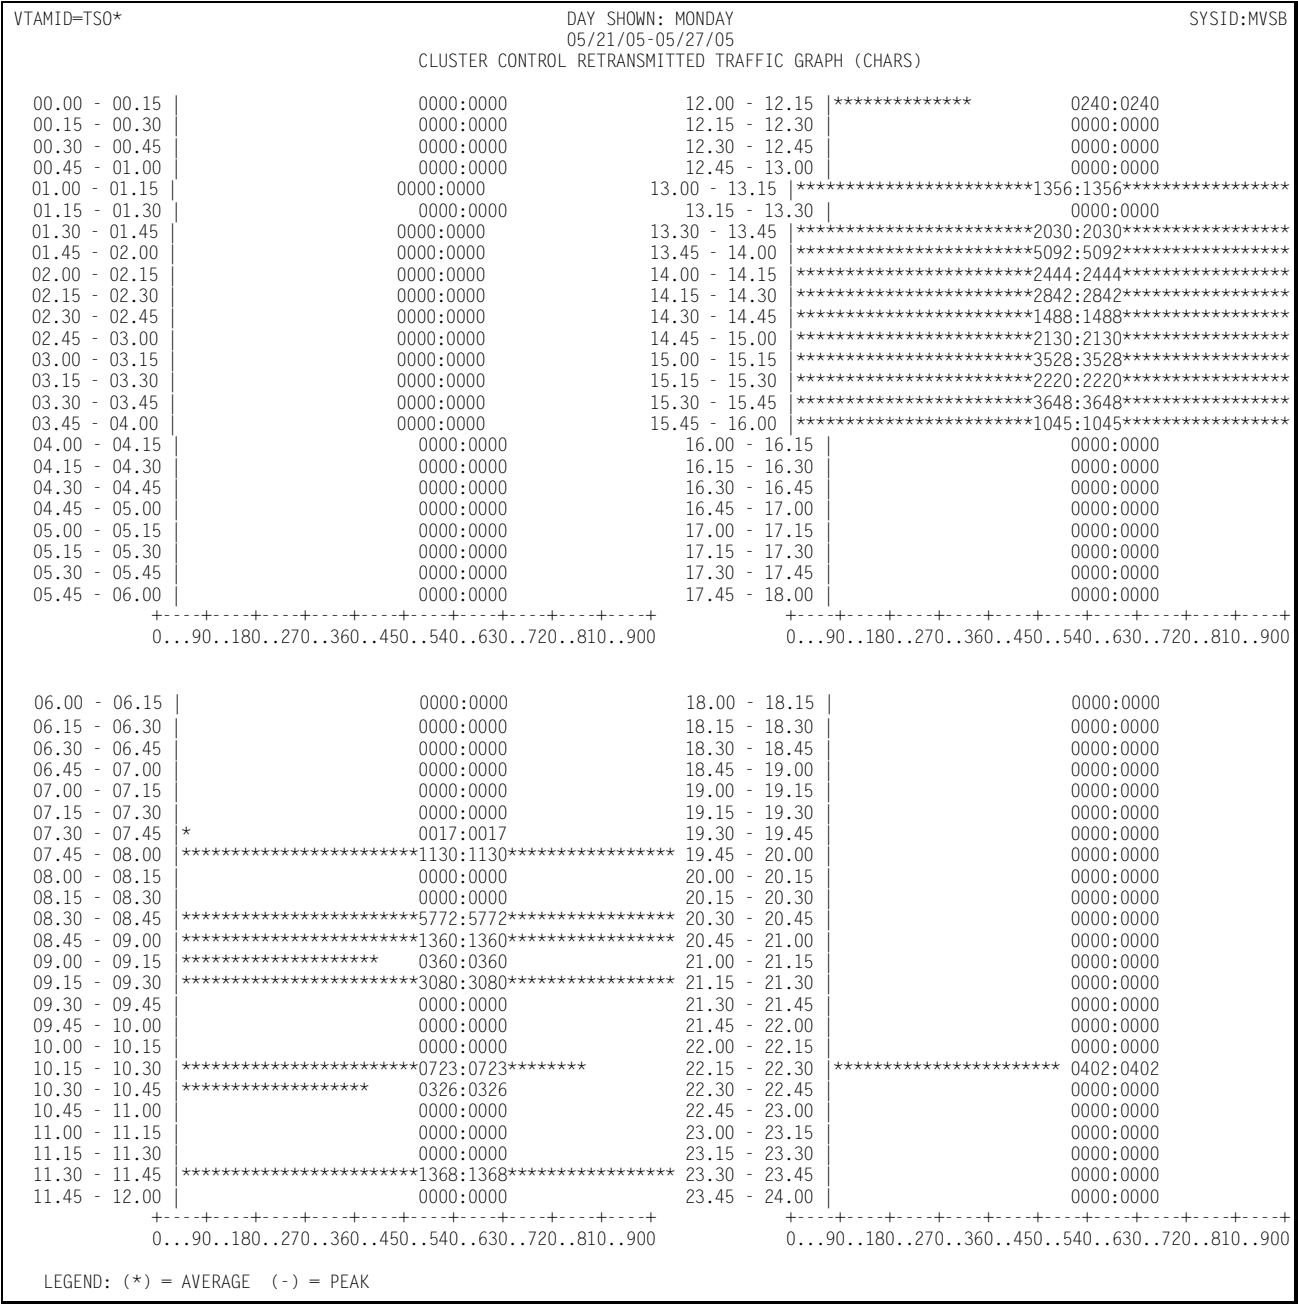 VTAMID=TSO* DAY SHOWN: MONDAY SYSID:MVSB
05/21/05-05/27/05
CLUSTER CONTROL RETRANSMITTED TRAFFIC GRAPH (CHARS)
00.00 - 00.15 | 0000:0000 12.00 - 12.15 |************** 0240:0240
00.15 - 00.30 | 0000:0000 12.15 - 12.30 | 0000:0000
00.30 - 00.45 | 0000:0000 12.30 - 12.45 | 0000:0000
00.45 - 01.00 | 0000:0000 12.45 - 13.00 | 0000:0000
01.00 - 01.15 | 0000:0000 13.00 - 13.15 |************************1356:1356*****************
01.15 - 01.30 | 0000:0000 13.15 - 13.30 | 0000:0000
01.30 - 01.45 | 0000:0000 13.30 - 13.45 |************************2030:2030*****************
01.45 - 02.00 | 0000:0000 13.45 - 14.00 |************************5092:5092*****************
02.00 - 02.15 | 0000:0000 14.00 - 14.15 |************************2444:2444*****************
02.15 - 02.30 | 0000:0000 14.15 - 14.30 |************************2842:2842*****************
02.30 - 02.45 | 0000:0000 14.30 - 14.45 |************************1488:1488*****************
02.45 - 03.00 | 0000:0000 14.45 - 15.00 |************************2130:2130*****************
03.00 - 03.15 | 0000:0000 15.00 - 15.15 |************************3528:3528*****************
03.15 - 03.30 | 0000:0000 15.15 - 15.30 |************************2220:2220*****************
03.30 - 03.45 | 0000:0000 15.30 - 15.45 |************************3648:3648*****************
03.45 - 04.00 | 0000:0000 15.45 - 16.00 |************************1045:1045*****************
04.00 - 04.15 | 0000:0000 16.00 - 16.15 | 0000:0000
04.15 - 04.30 | 0000:0000 16.15 - 16.30 | 0000:0000
04.30 - 04.45 | 0000:0000 16.30 - 16.45 | 0000:0000
04.45 - 05.00 | 0000:0000 16.45 - 17.00 | 0000:0000
05.00 - 05.15 | 0000:0000 17.00 - 17.15 | 0000:0000
05.15 - 05.30 | 0000:0000 17.15 - 17.30 | 0000:0000
05.30 - 05.45 | 0000:0000 17.30 - 17.45 | 0000:0000
05.45 - 06.00 | 0000:0000 17.45 - 18.00 | 0000:0000
+----+----+----+----+----+----+----+----+----+----+ +----+----+----+----+----+----+----+----+----+----+
0...90..180..270..360..450..540..630..720..810..900 0...90..180..270..360..450..540..630..720..810..900
06.00 - 06.15 | 0000:0000 18.00 - 18.15 | 0000:0000
06.15 - 06.30 | 0000:0000 18.15 - 18.30 | 0000:0000
06.30 - 06.45 | 0000:0000 18.30 - 18.45 | 0000:0000
06.45 - 07.00 | 0000:0000 18.45 - 19.00 | 0000:0000
07.00 - 07.15 | 0000:0000 19.00 - 19.15 | 0000:0000
07.15 - 07.30 | 0000:0000 19.15 - 19.30 | 0000:0000
07.30 - 07.45 |* 0017:0017 19.30 - 19.45 | 0000:0000
07.45 - 08.00 |************************1130:1130***************** 19.45 - 20.00 | 0000:0000
08.00 - 08.15 | 0000:0000 20.00 - 20.15 | 0000:0000
08.15 - 08.30 | 0000:0000 20.15 - 20.30 | 0000:0000
08.30 - 08.45 |************************5772:5772***************** 20.30 - 20.45 | 0000:0000
08.45 - 09.00 |************************1360:1360***************** 20.45 - 21.00 | 0000:0000
09.00 - 09.15 |******************** 0360:0360 21.00 - 21.15 | 0000:0000
09.15 - 09.30 |************************3080:3080***************** 21.15 - 21.30 | 0000:0000
09.30 - 09.45 | 0000:0000 21.30 - 21.45 | 0000:0000
09.45 - 10.00 | 0000:0000 21.45 - 22.00 | 0000:0000
10.00 - 10.15 | 0000:0000 22.00 - 22.15 | 0000:0000
10.15 - 10.30 |************************0723:0723******** 22.15 - 22.30 |*********************** 0402:0402
10.30 - 10.45 |******************* 0326:0326 22.30 - 22.45 | 0000:0000
10.45 - 11.00 | 0000:0000 22.45 - 23.00 | 0000:0000
11.00 - 11.15 | 0000:0000 23.00 - 23.15 | 0000:0000
11.15 - 11.30 | 0000:0000 23.15 - 23.30 | 0000:0000
11.30 - 11.45 |************************1368:1368***************** 23.30 - 23.45 | 0000:0000
11.45 - 12.00 | 0000:0000 23.45 - 24.00 | 0000:0000
+----+----+----+----+----+----+----+----+----+----+ +----+----+----+----+----+----+----+----+----+----+
0...90..180..270..360..450..540..630..720..810..900 0...90..180..270..360..450..540..630..720..810..900
LEGEND: (*) = AVERAGE (-) = PEAK